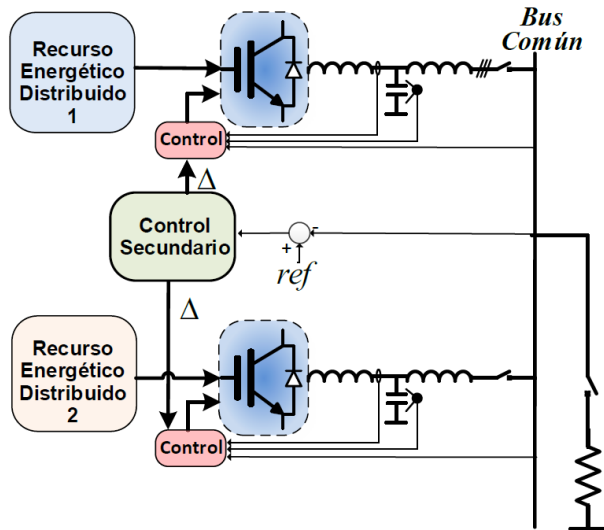 Bus
Común
Recurso
Energético
Distribuido
1
Control
Δ
Control
Secundario
-
+
ref
Δ
Recurso
Energético
Distribuido
2
Control